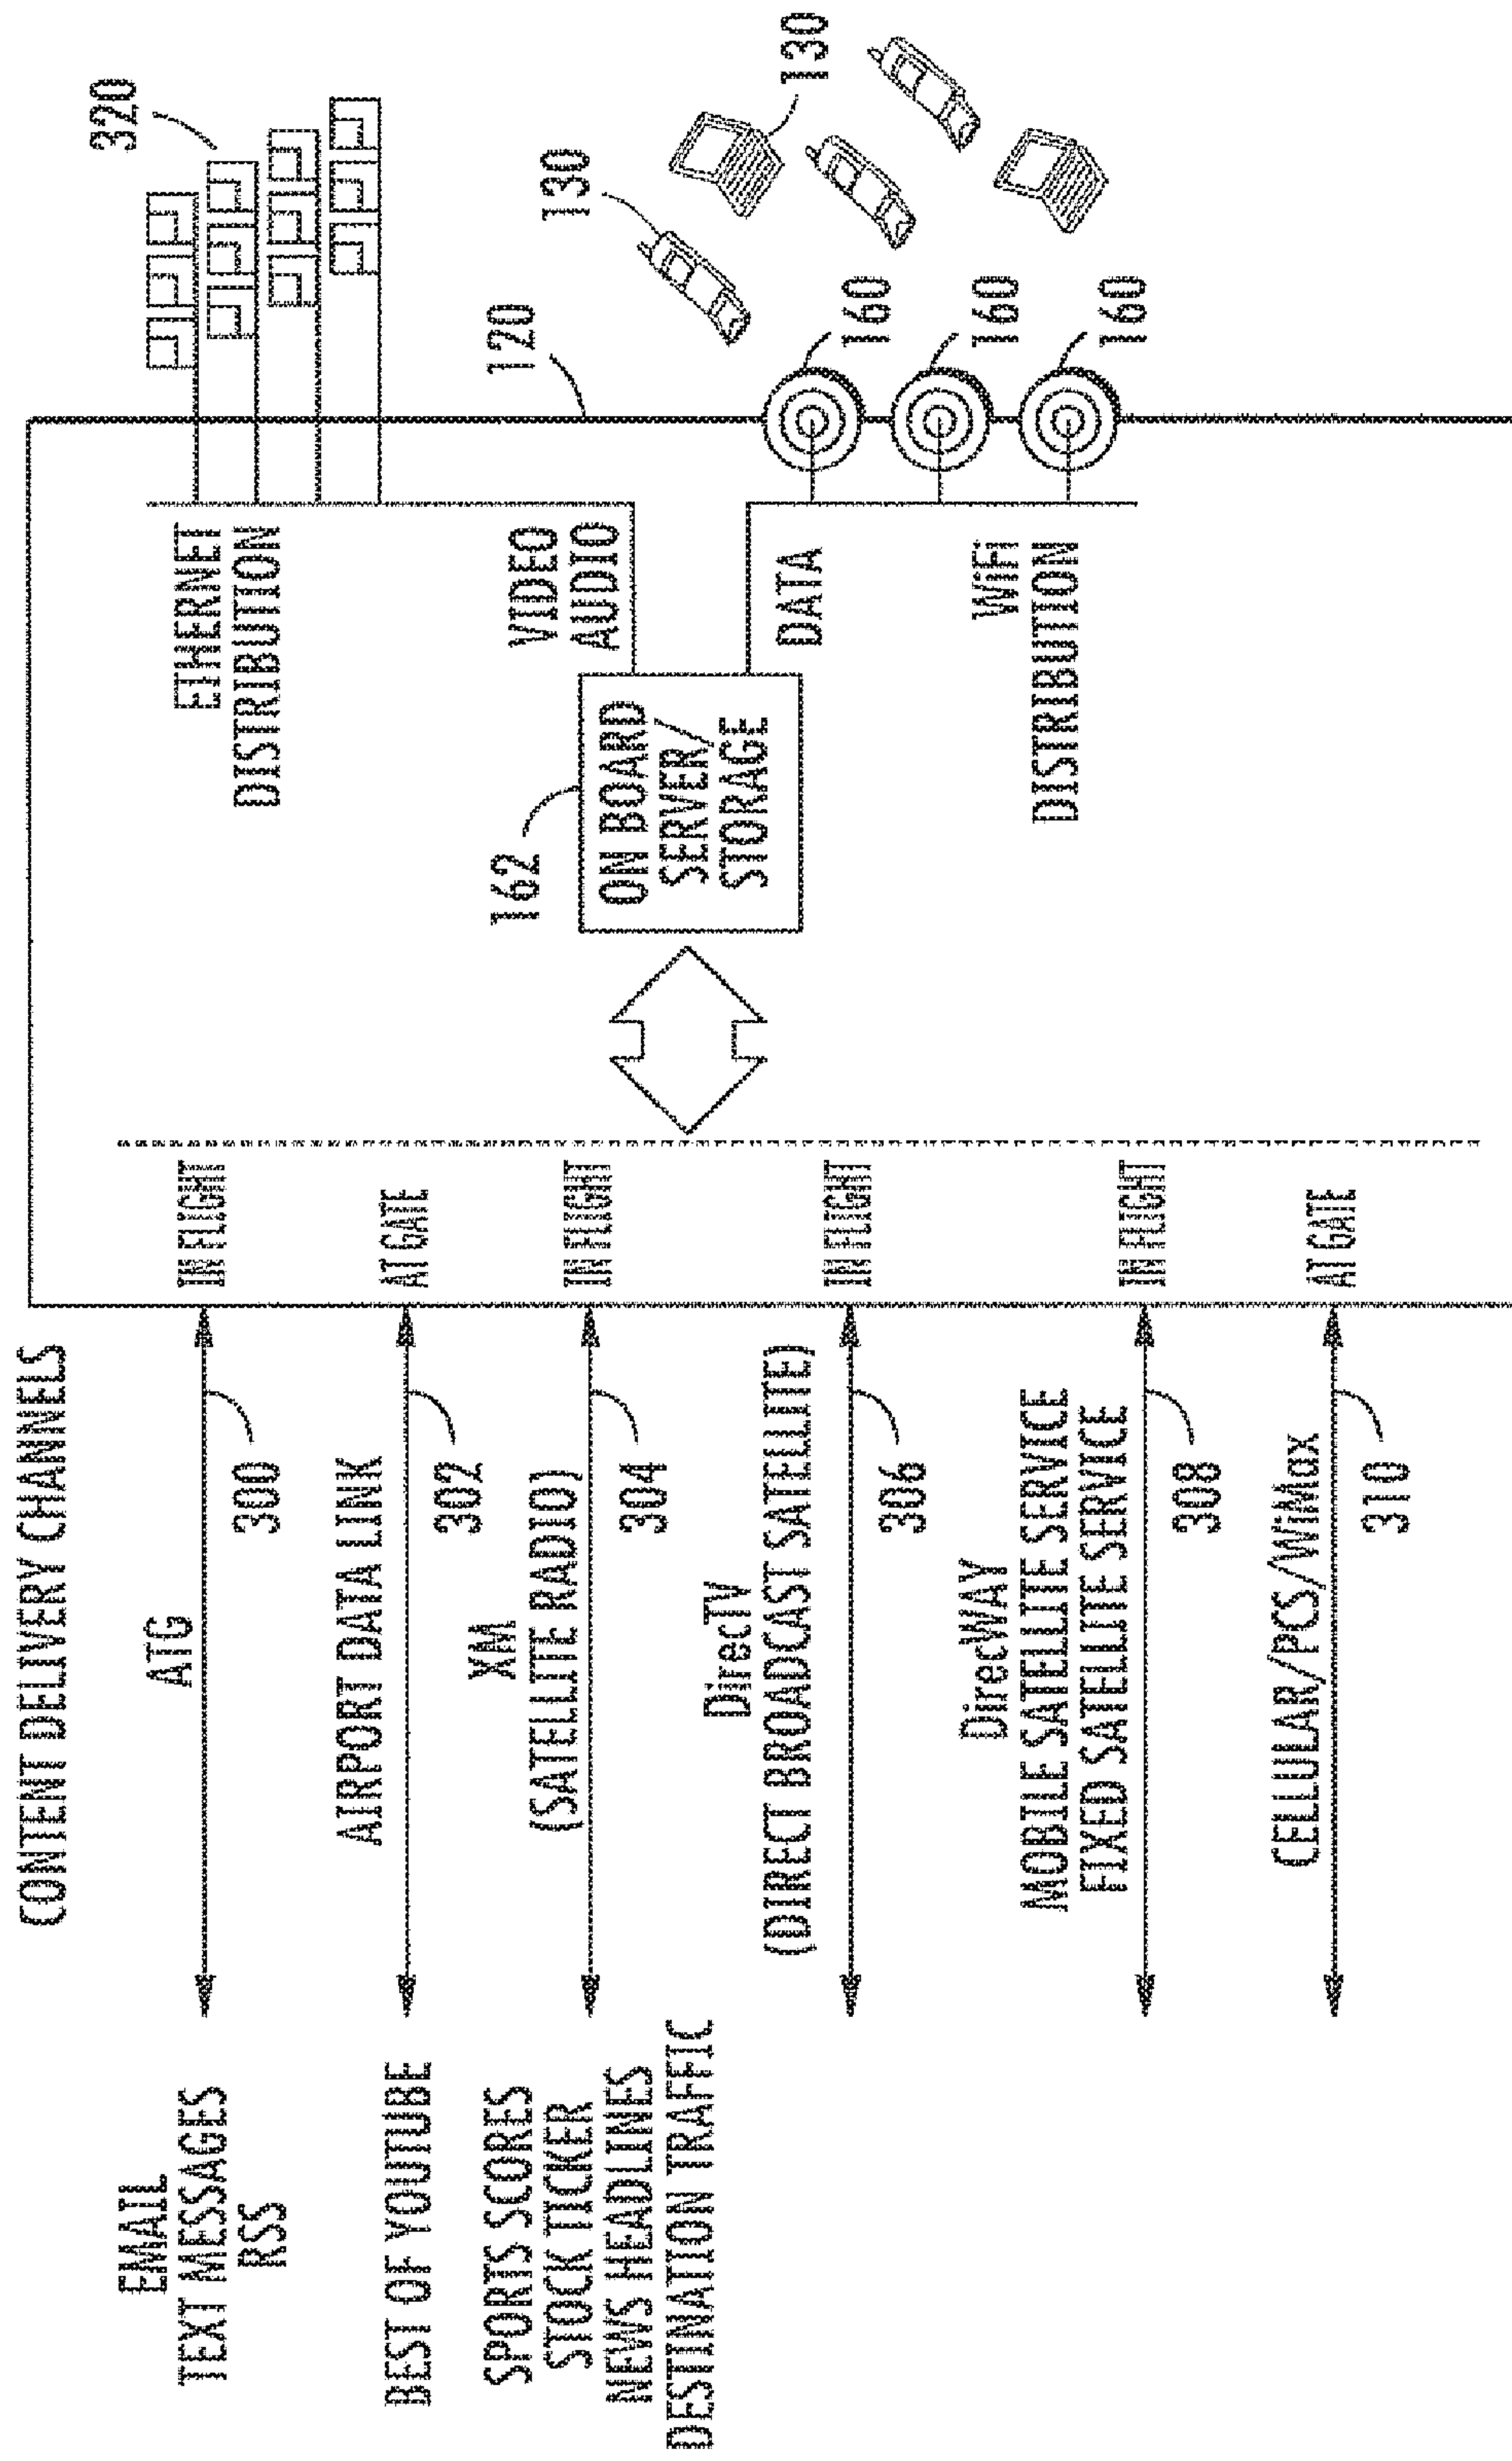 CONTENT DELIVERY CHANNELS
EMAIL
TEXT MESSAGES
RSS
ATG
300
IN FLIGHT
BEST OF YOUTUBE
AIRPORT DATA LINK
302
AT GATE
SPORTS SCORES
STOCK TICKER
NEWS HEADLINES
DESTINATION TRAFFIC
XM
(SATELLITE RADIO)
304
IN FLIGHT
DirecTV
(DIRECT BROADCAST SATELLITE)
306
IN FLIGHT
DirecWAY
MOBILE SATELLITE SERVICE
FIXED SATELLITE SERVICE
308
IN FLIGHT
CELLULAR/PCS/WiMax
310
AT GATE
162
ON BOARD
SERVER/
STORAGE
ETHERNET
DISTRIBUTION
VIDEO
AUDIO
DATA
WiFi
DISTRIBUTION
320
120
130
130
160
160
160